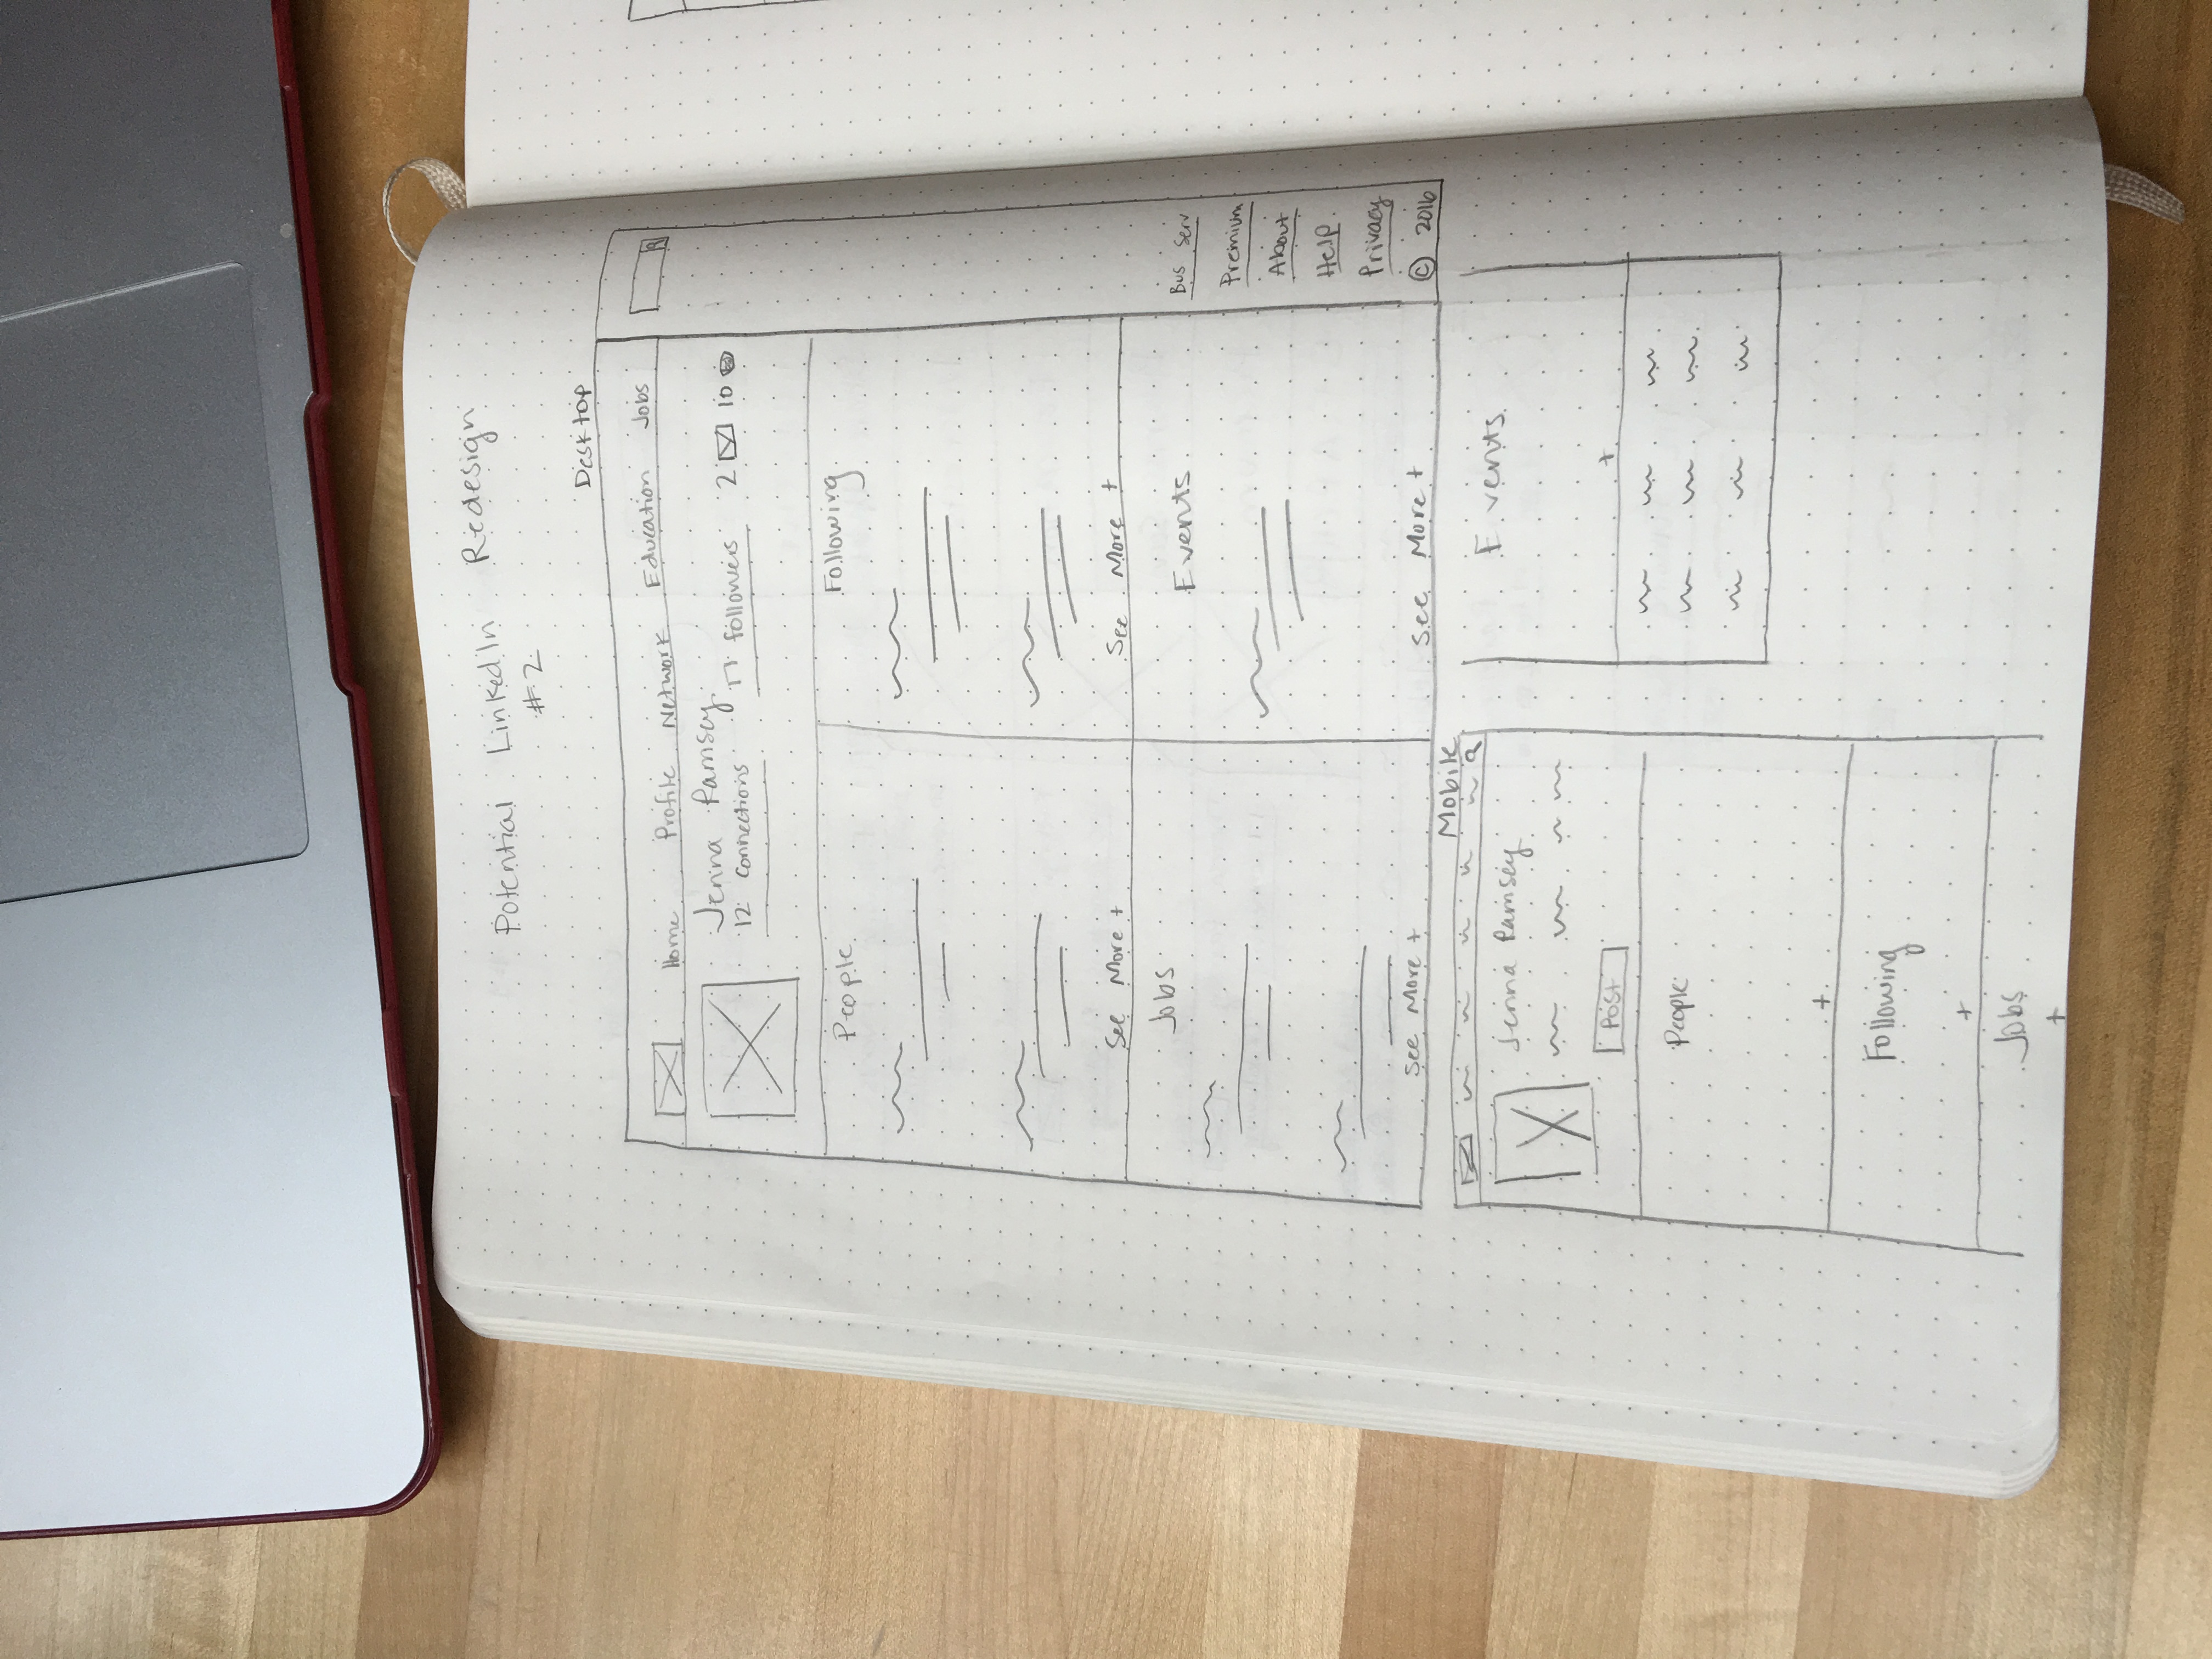 Potential LinkedIn Redesign
#2
Desktop
Home Profile Network Education Jobs
Jenna Ramsey
12 connections followers 2 10
People
See More +
Following
See More +
Jobs
See More +
Events
See More +
Bus Serv
Premium
About
Help
Privacy
© 2016
Mobile
Jenna Ramsey
Post
People
+
Following
+
Jobs
+
Events
+